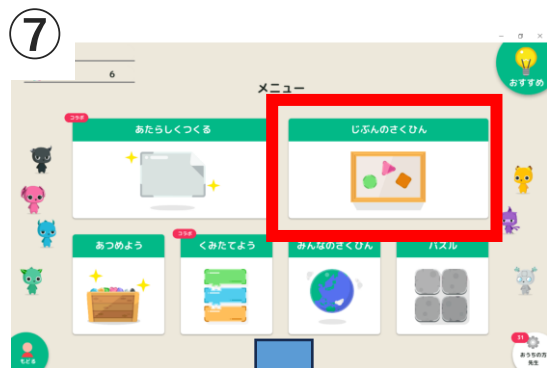 ⑦
6
おすすめ
メニュー
コラボ
あたらしくつくる
じぶんのさくひん
あつめよう
コラボ
くみたてよう
みんなのさくひん
パズル
もどる
31
おうちの方
先生